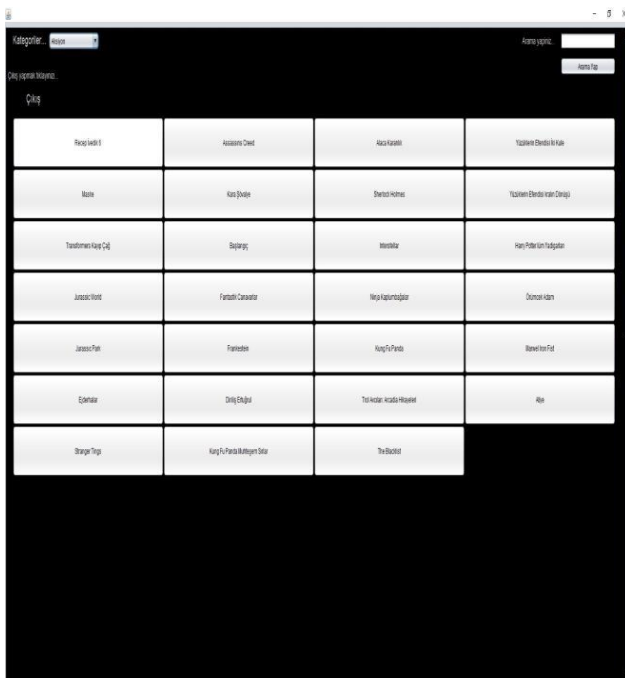 Kategoriler... Aksiyon
Arama yapınız..
Arama Yap
Çıkış yapmak tıklayınız..
Çıkış
Recep İvedik 5
Assassins Creed
Alaca Karanlık
Yüzüklerin Efendisi İki Kule
Maske
Kara Şövalye
Sherlock Holmes
Yüzüklerin Efendisi kralın Dönüşü
Transformers Kayıp Çağ
Başlangıç
Interstellar
Harry Potter lüm Yadigarları
Jurassic World
Fantastik Canavarlar
Ninja Kaplumbağalar
Örümcek Adam
Jurassic Park
Frankestein
Kung Fu Panda
Marvel Iron Fist
Ejderhalar
Diriliş Ertuğrul
Trol Avcıları: Arcadia Hikayeleri
Atiye
Stranger Tings
Kung Fu Panda Muhteşem Sırlar
The Blacklist